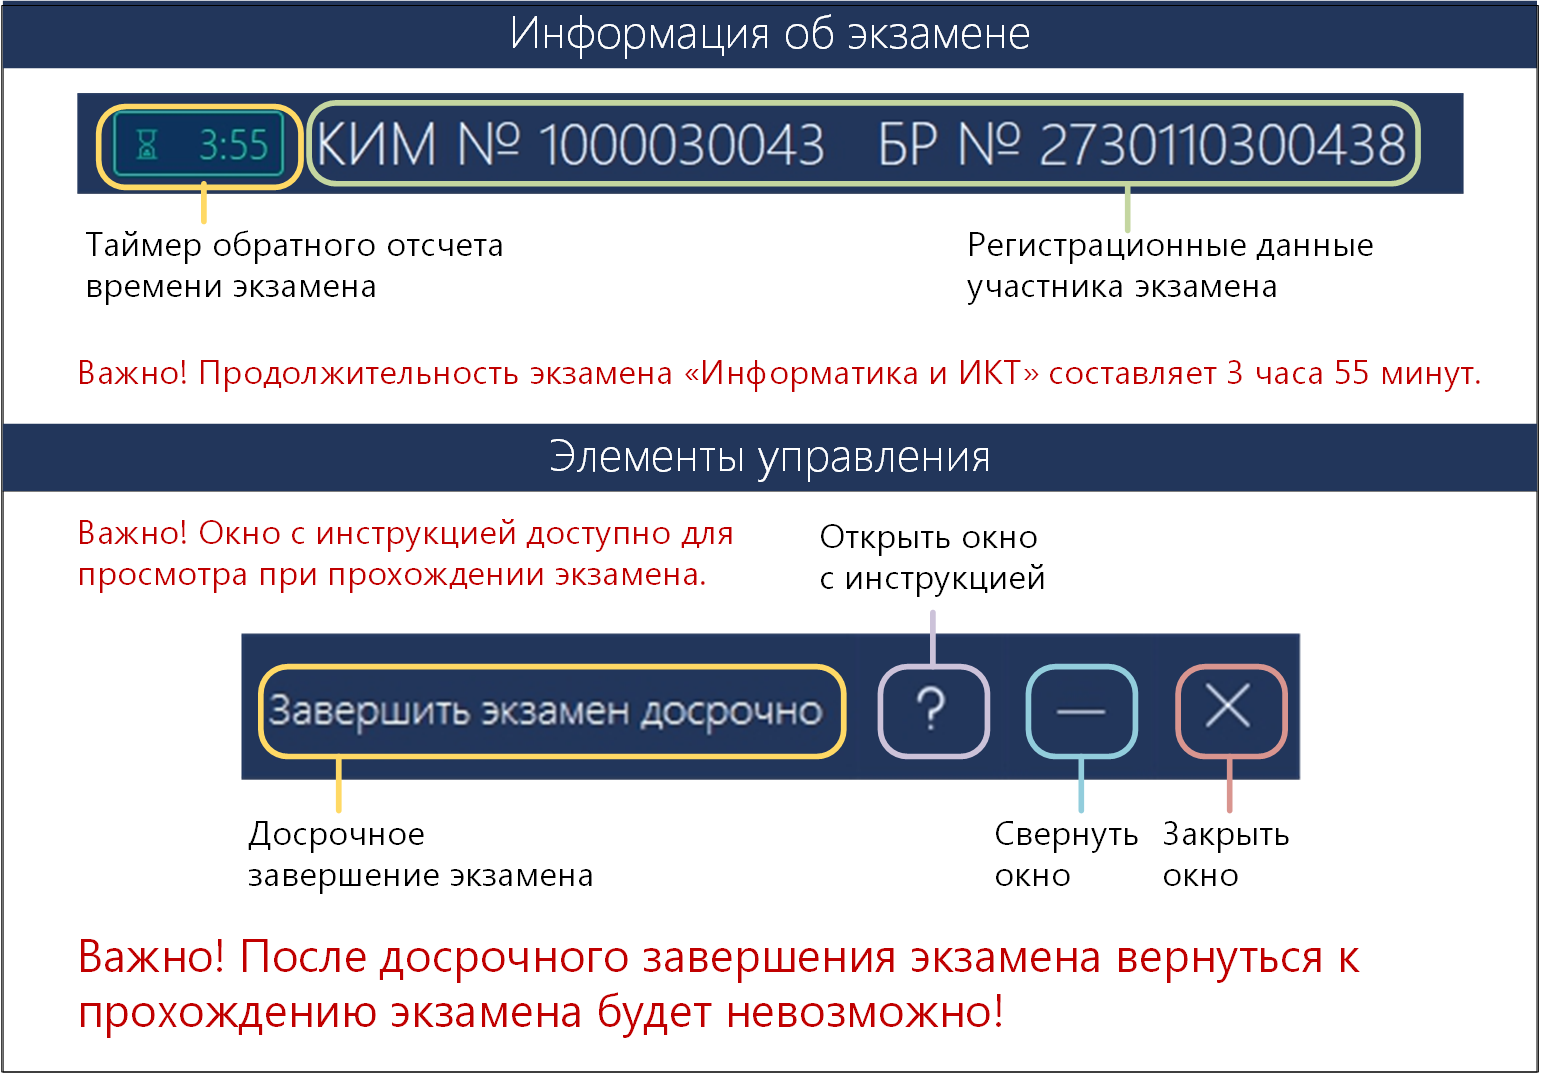 Информация об экзамене
3:55 КИМ № 1000030043 БР № 2730110300438
Таймер обратного отсчета
времени экзамена
Регистрационные данные
участника экзамена
Важно! Продолжительность экзамена «Информатика и ИКТ» составляет 3 часа 55 минут.
Элементы управления
Важно! Окно с инструкцией доступно для
просмотра при прохождении экзамена.
Открыть окно
с инструкцией
Завершить экзамен досрочно ?
Досрочное
завершение экзамена
Свернуть
окно
Закрыть
окно
Важно! После досрочного завершения экзамена вернуться к
прохождению экзамена будет невозможно!